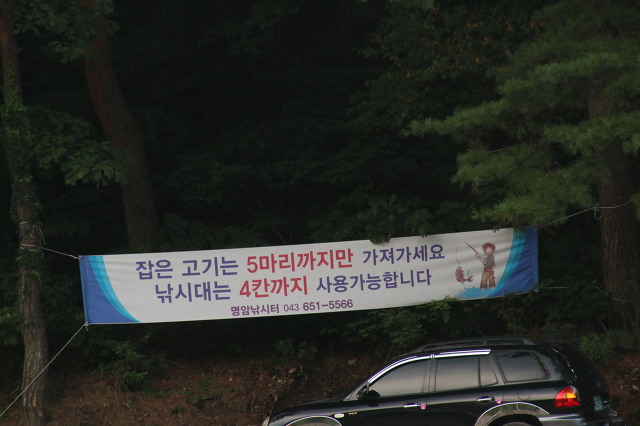 잡은 고기는 5마리까지만 가져가세요
낚시대는 4칸까지 사용가능합니다
명암낚시터 043 651-5566